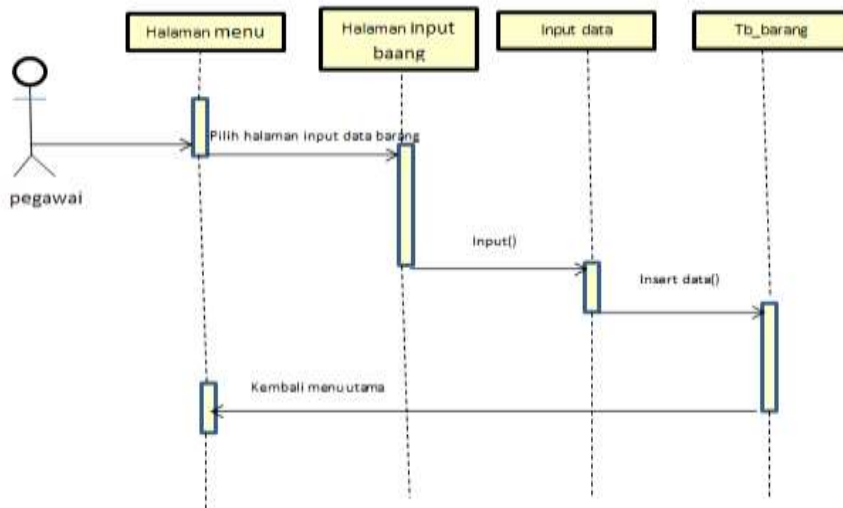 Halaman menu
Halaman input
baang
Input data
Tb_barang
Pilih halaman input data barang
pegawai
Input()
Insert data()
Kembali menu utama